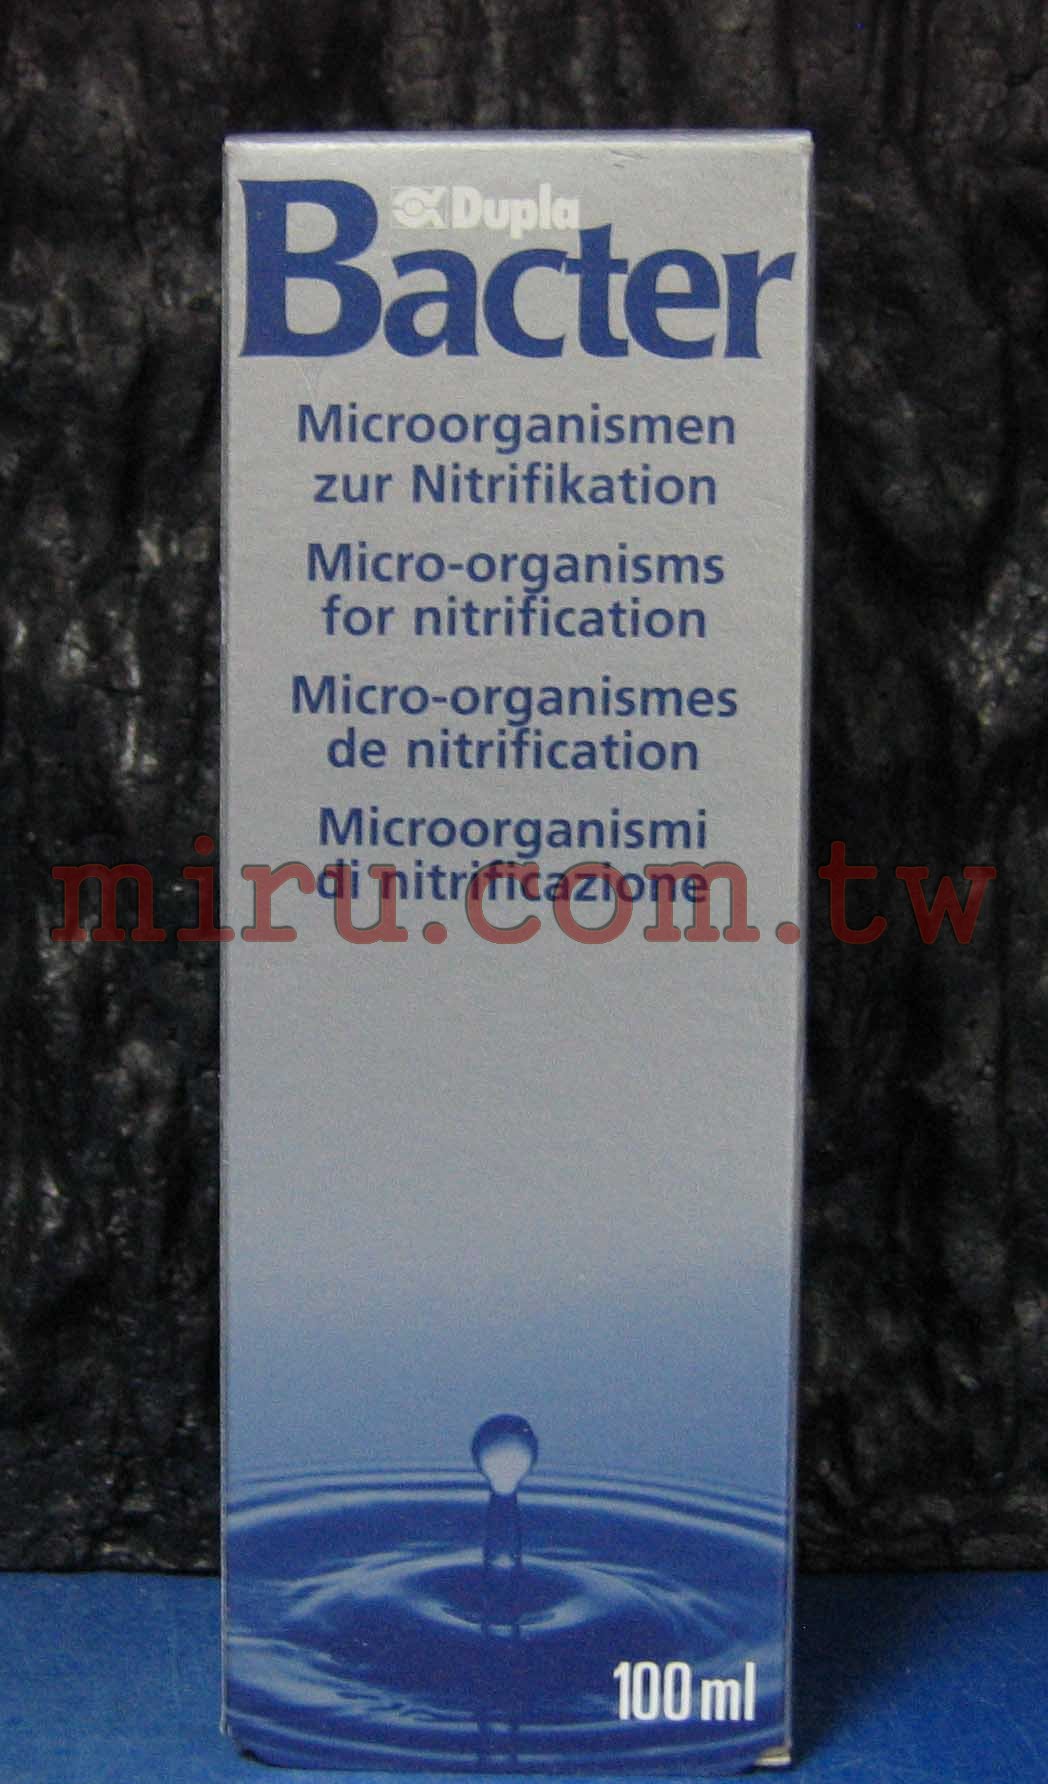 Dupla
Bacter
Microorganismen
zur Nitrifikation
Micro-organisms
for nitrification
Micro-organismes
de nitrification
Microorganismi
di nitrificazione
miru.com.tw
100 ml